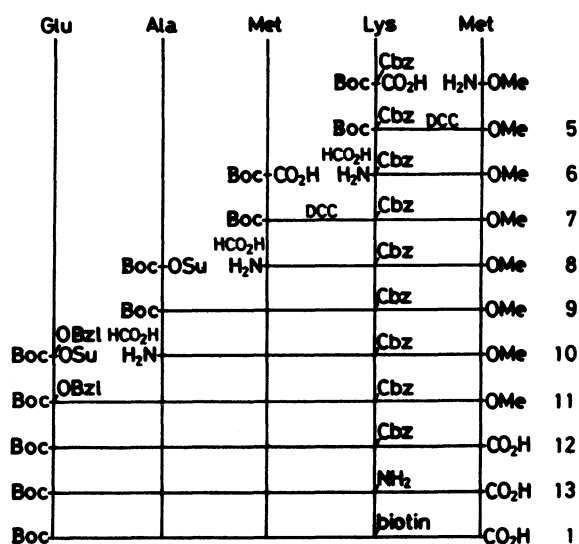 Glu Ala Met Lys Met
Cbz
Boc CO₂H H₂N OMe
Cbz
Boc DCC OMe 5
HCO₂H Cbz
Boc CO₂H H₂N OMe 6
Cbz
Boc DCC OMe 7
HCO₂H Cbz
Boc OSu H₂N OMe 8
Cbz
Boc OMe 9
OBzl HCO₂H Cbz
Boc OSu H₂N OMe 10
OBzl Cbz
Boc OMe 11
Cbz
Boc CO₂H 12
NH₂
Boc CO₂H 13
biotin
Boc CO₂H 1